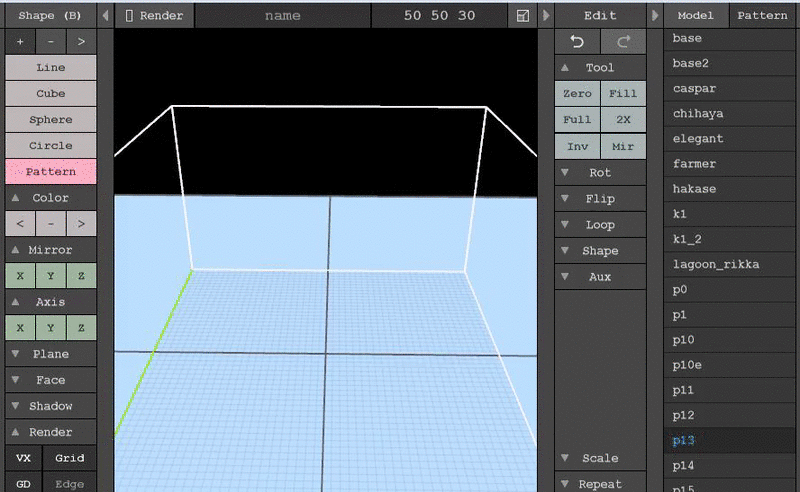 Shape (B)
Render
name
50 50 30
Edit
Model
Pattern
+ - >
Line
Cube
Sphere
Circle
Pattern
Color
< - >
Mirror
X Y Z
Axis
X Y Z
Plane
Face
Shadow
Render
VX Grid
GD Edge
Tool
Zero Fill
Full 2X
Inv Mir
Rot
Flip
Loop
Shape
Aux
Scale
Repeat
base
base2
caspar
chihaya
elegant
farmer
hakase
k1
k1_2
lagoon_rikka
p0
p1
p10
p10e
p11
p12
p13
p14
p15